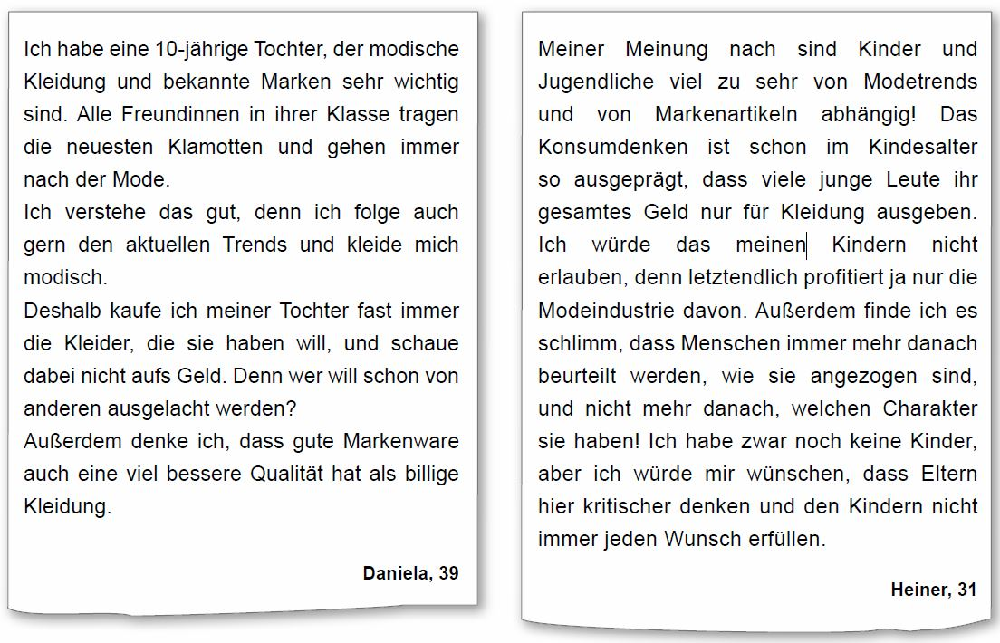 Ich habe eine 10-jährige Tochter, der modische
Kleidung und bekannte Marken sehr wichtig
sind. Alle Freundinnen in ihrer Klasse tragen
die neuesten Klamotten und gehen immer
nach der Mode.
Ich verstehe das gut, denn ich folge auch
gern den aktuellen Trends und kleide mich
modisch.
Deshalb kaufe ich meiner Tochter fast immer
die Kleider, die sie haben will, und schaue
dabei nicht aufs Geld. Denn wer will schon von
anderen ausgelacht werden?
Außerdem denke ich, dass gute Markenware
auch eine viel bessere Qualität hat als billige
Kleidung.
Daniela, 39
Meiner Meinung nach sind Kinder und
Jugendliche viel zu sehr von Modetrends
und von Markenartikeln abhängig! Das
Konsumdenken ist schon im Kindesalter
so ausgeprägt, dass viele junge Leute ihr
gesamtes Geld nur für Kleidung ausgeben.
Ich würde das meinen Kindern nicht
erlauben, denn letztendlich profitiert ja nur die
Modeindustrie davon. Außerdem finde ich es
schlimm, dass Menschen immer mehr danach
beurteilt werden, wie sie angezogen sind,
und nicht mehr danach, welchen Charakter
sie haben! Ich habe zwar noch keine Kinder,
aber ich würde mir wünschen, dass Eltern
hier kritischer denken und den Kindern nicht
immer jeden Wunsch erfüllen.
Heiner, 31